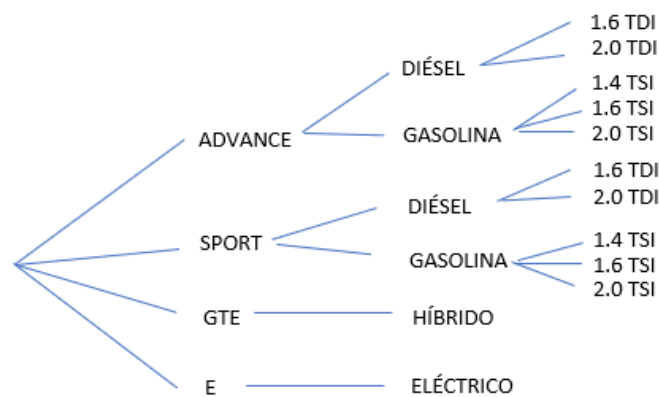 1.6 TDI
2.0 TDI
DIÉSEL
1.4 TSI
ADVANCE
GASOLINA
1.6 TSI
2.0 TSI
1.6 TDI
DIÉSEL
2.0 TDI
SPORT
1.4 TSI
GASOLINA
1.6 TSI
2.0 TSI
GTE
HÍBRIDO
E
ELÉCTRICO